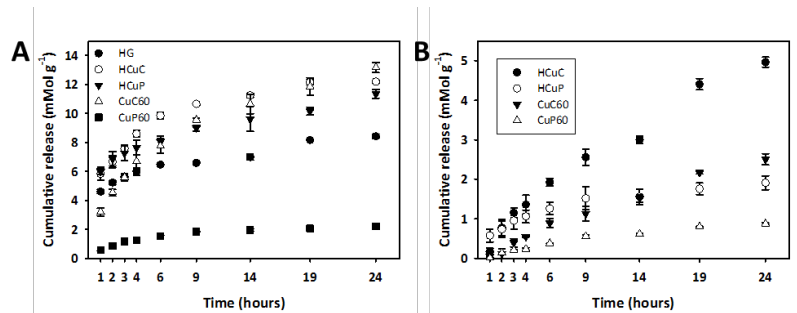 A
Cumulative release (mMol g⁻¹)
14
12
10
8
6
4
2
0
HG
HCuC
HCuP
CuC60
CuP60
1 2 3 4 6 9 14 19 24
Time (hours)
B
Cumulative release (mMol g⁻¹)
5
4
3
2
1
0
HCuC
HCuP
CuC60
CuP60
1 2 3 4 6 9 14 19 24
Time (hours)